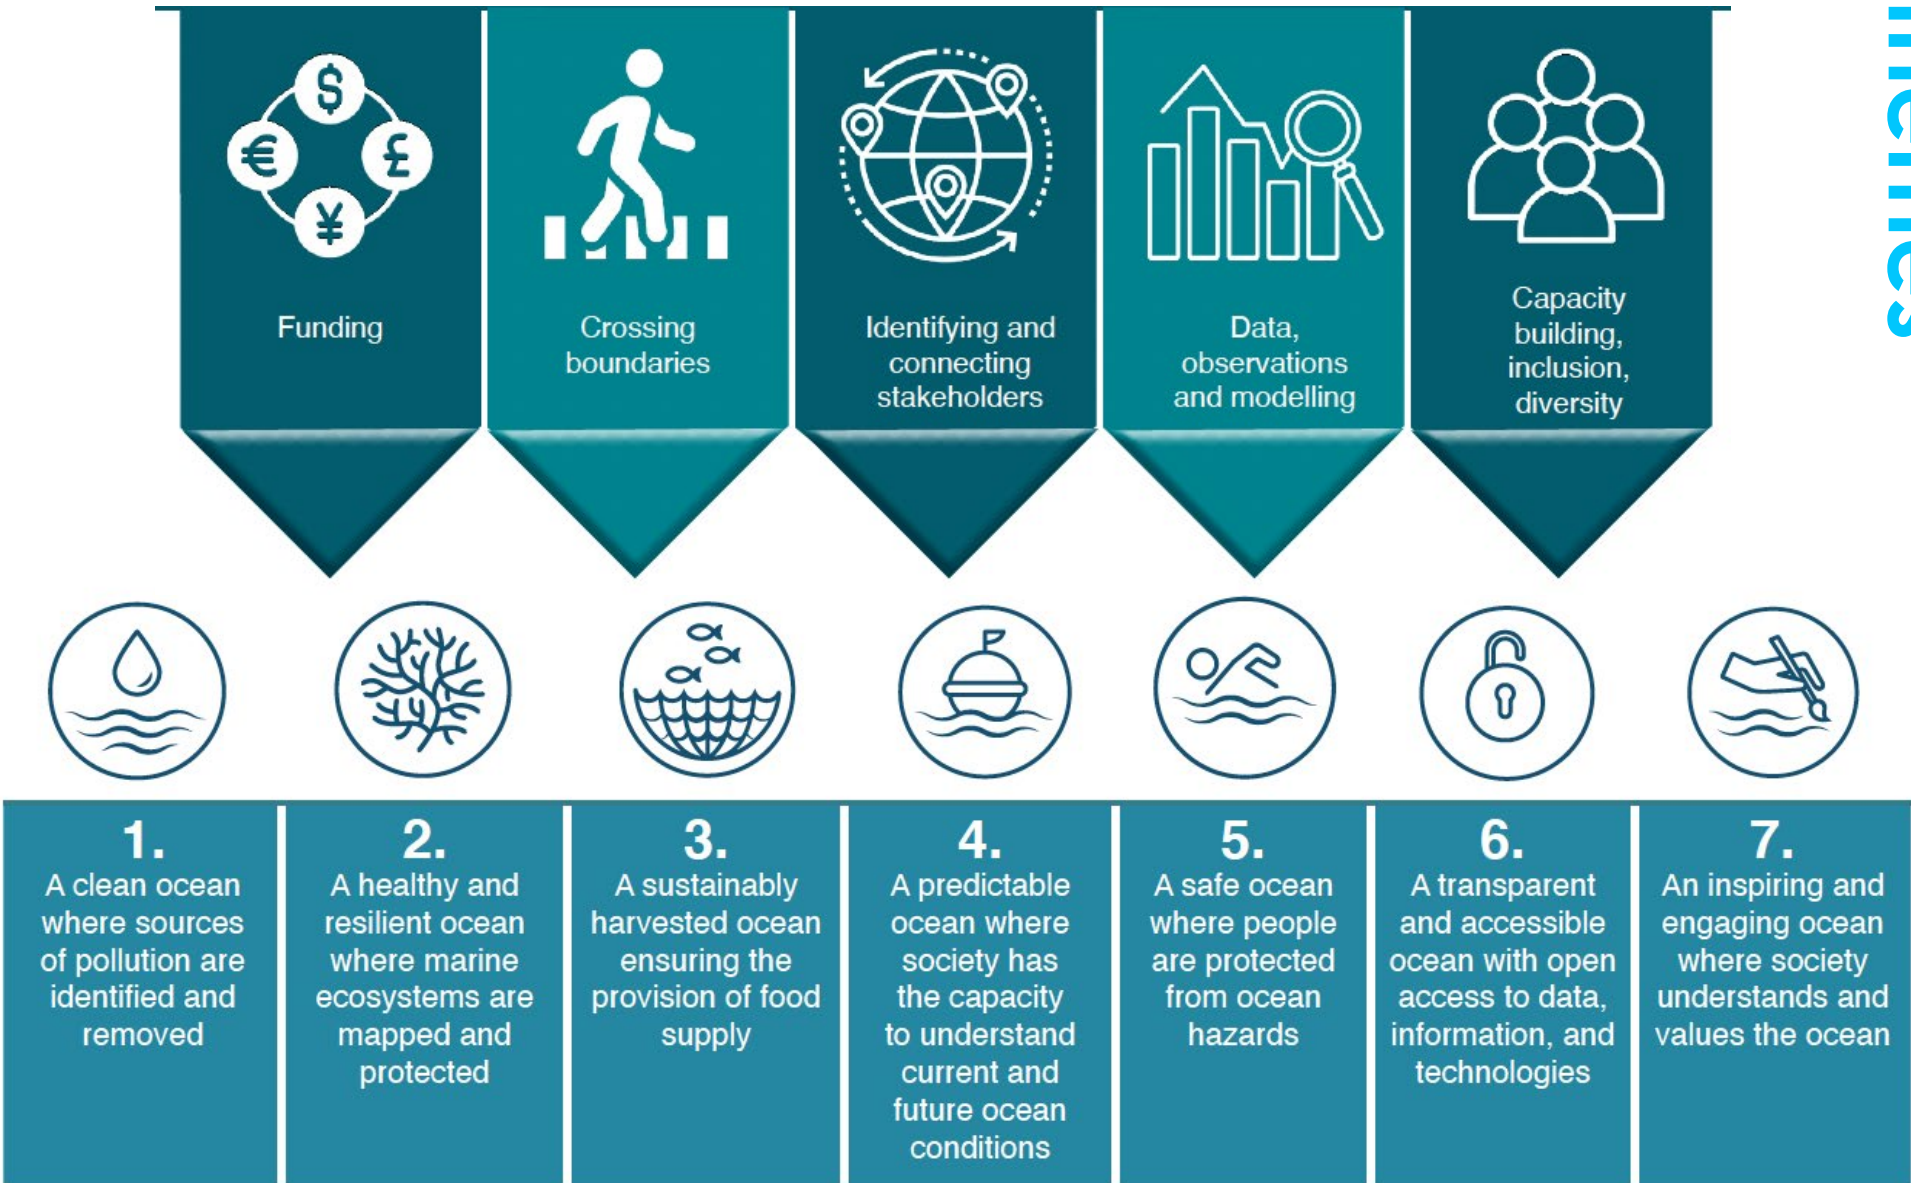 $
€
£
¥
Funding
Crossing
boundaries
Identifying and
connecting
stakeholders
Data,
observations
and modelling
Capacity
building,
inclusion,
diversity
1.
A clean ocean
where sources
of pollution are
identified and
removed
2.
A healthy and
resilient ocean
where marine
ecosystems are
mapped and
protected
3.
A sustainably
harvested ocean
ensuring the
provision of food
supply
4.
A predictable
ocean where
society has
the capacity
to understand
current and
future ocean
conditions
5.
A safe ocean
where people
are protected
from ocean
hazards
6.
A transparent
and accessible
ocean with open
access to data,
information, and
technologies
7.
An inspiring and
engaging ocean
where society
understands and
values the ocean